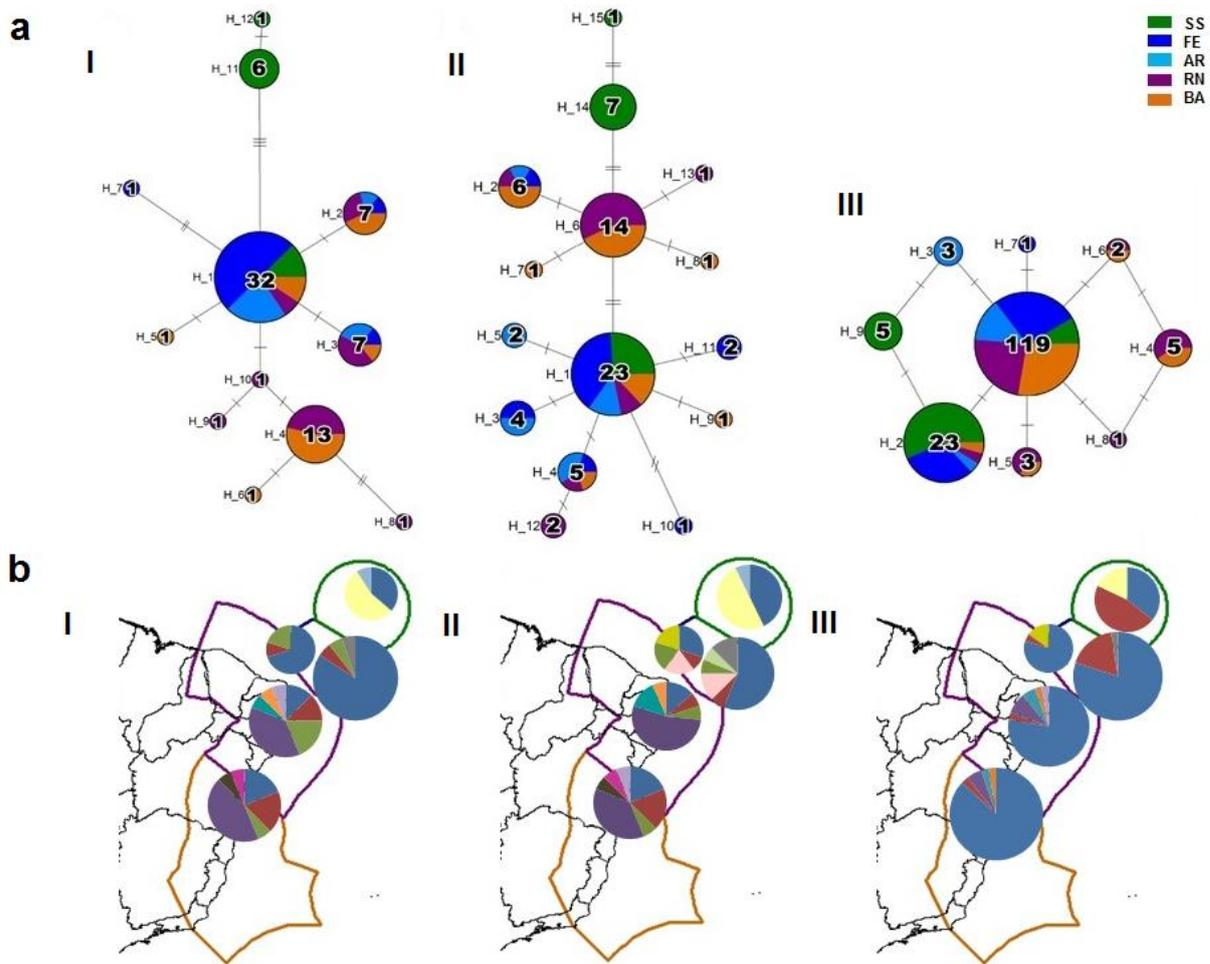 a
I
H_12 1
H_11 6
H_7 1
H_2 7
H_1 32
H_5 1
H_3 7
H_10 1
H_9 1
H_4 13
H_6 1
H_8 1
II
H_15 1
H_14 7
H_2 6
H_13 1
H_6 14
H_7 1
H_8 1
H_5 2
H_11 2
H_1 23
H_3 4
H_9 1
H_4 5
H_12 2
H_10 1
III
H_3 3
H_7 1
H_6 2
H_9 5
119
H_4 5
H_2 23
H_5 3
H_8 1
SS
FE
AR
RN
BA
b
I
II
III